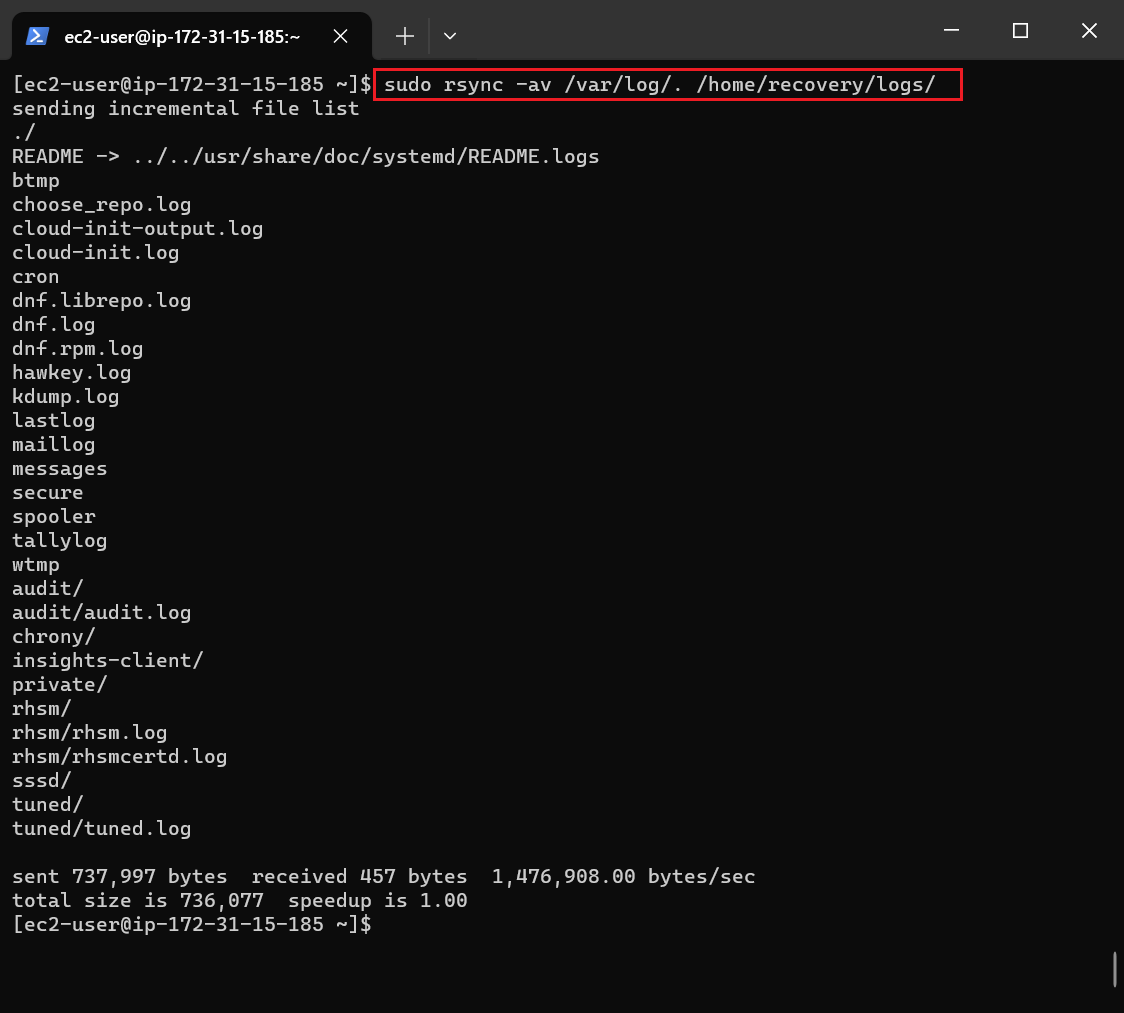 ec2-user@ip-172-31-15-185:~
[ec2-user@ip-172-31-15-185 ~]$ sudo rsync -av /var/log/. /home/recovery/logs/
sending incremental file list
./
README -> ../../usr/share/doc/systemd/README.logs
btmp
choose_repo.log
cloud-init-output.log
cloud-init.log
cron
dnf.librepo.log
dnf.log
dnf.rpm.log
hawkey.log
kdump.log
lastlog
maillog
messages
secure
spooler
tallylog
wtmp
audit/
audit/audit.log
chrony/
insights-client/
private/
rhsm/
rhsm/rhsm.log
rhsm/rhsmcertd.log
sssd/
tuned/
tuned/tuned.log
sent 737,997 bytes  received 457 bytes  1,476,908.00 bytes/sec
total size is 736,077  speedup is 1.00
[ec2-user@ip-172-31-15-185 ~]$